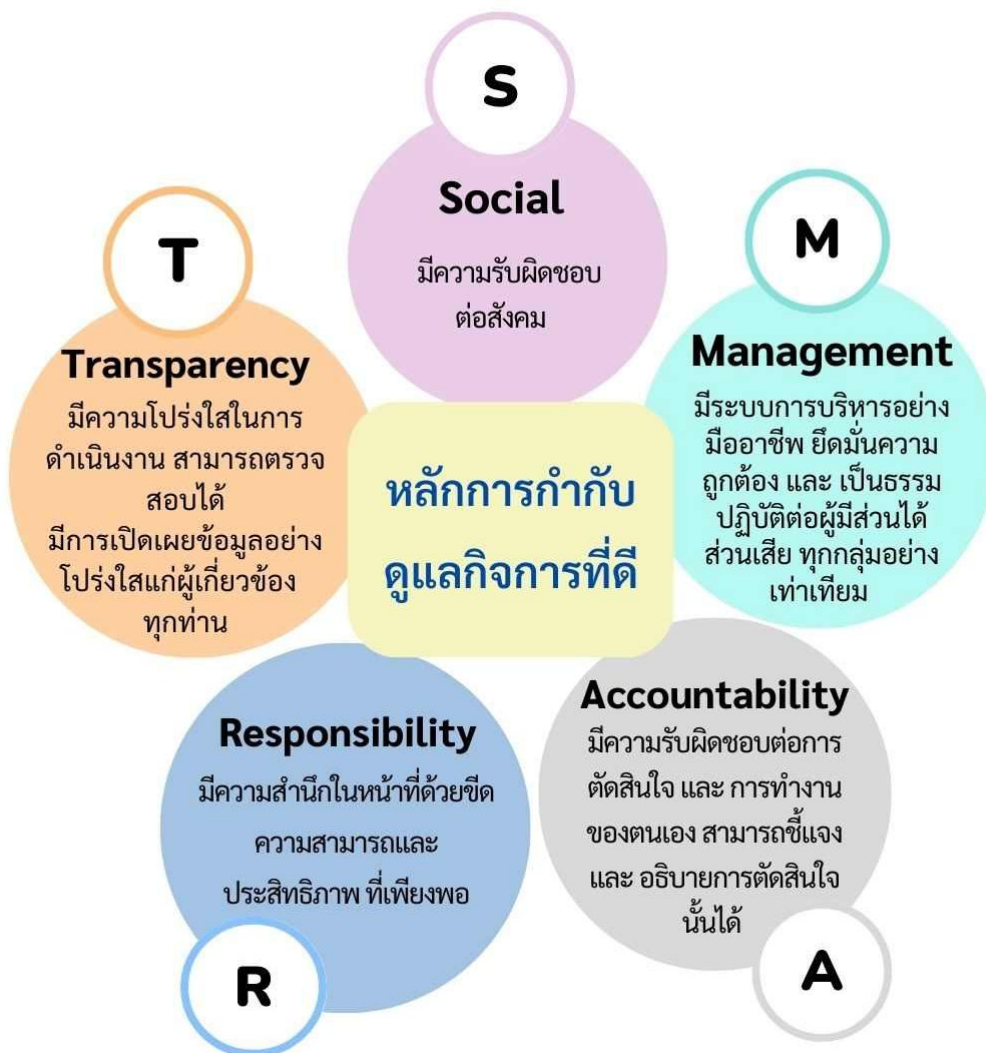 S
Social
มีความรับผิดชอบ
ต่อสังคม
M
Management
มีระบบการบริหารอย่าง
มืออาชีพ ยึดมั่นความ
ถูกต้อง และ เป็นธรรม
ปฏิบัติต่อผู้มีส่วนได้
ส่วนเสีย ทุกกลุ่มอย่าง
เท่าเทียม
Accountability
มีความรับผิดชอบต่อการ
ตัดสินใจ และ การทำงาน
ของตนเอง สามารถชี้แจง
และ อธิบายการตัดสินใจ
นั้นได้
A
Responsibility
มีความสำนึกในหน้าที่ด้วยขีด
ความสามารถและ
ประสิทธิภาพ ที่เพียงพอ
R
T
Transparency
มีความโปร่งใสในการ
ดำเนินงาน สามารถตรวจ
สอบได้
มีการเปิดเผยข้อมูลอย่าง
โปร่งใสแก่ผู้เกี่ยวข้อง
ทุกท่าน
หลักการกำกับ
ดูแลกิจการที่ดี